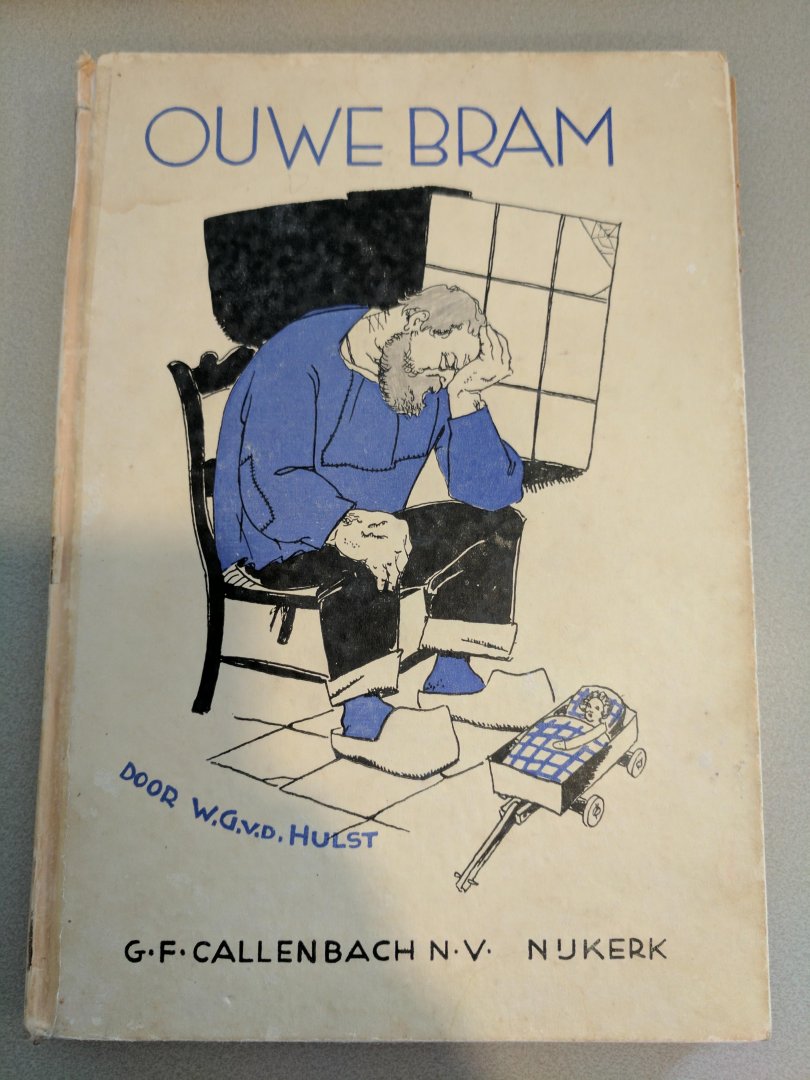 OUWE BRAM
DOOR W.G.v.D. HULST
G·F·CALLENBACH N·V· NIJKERK